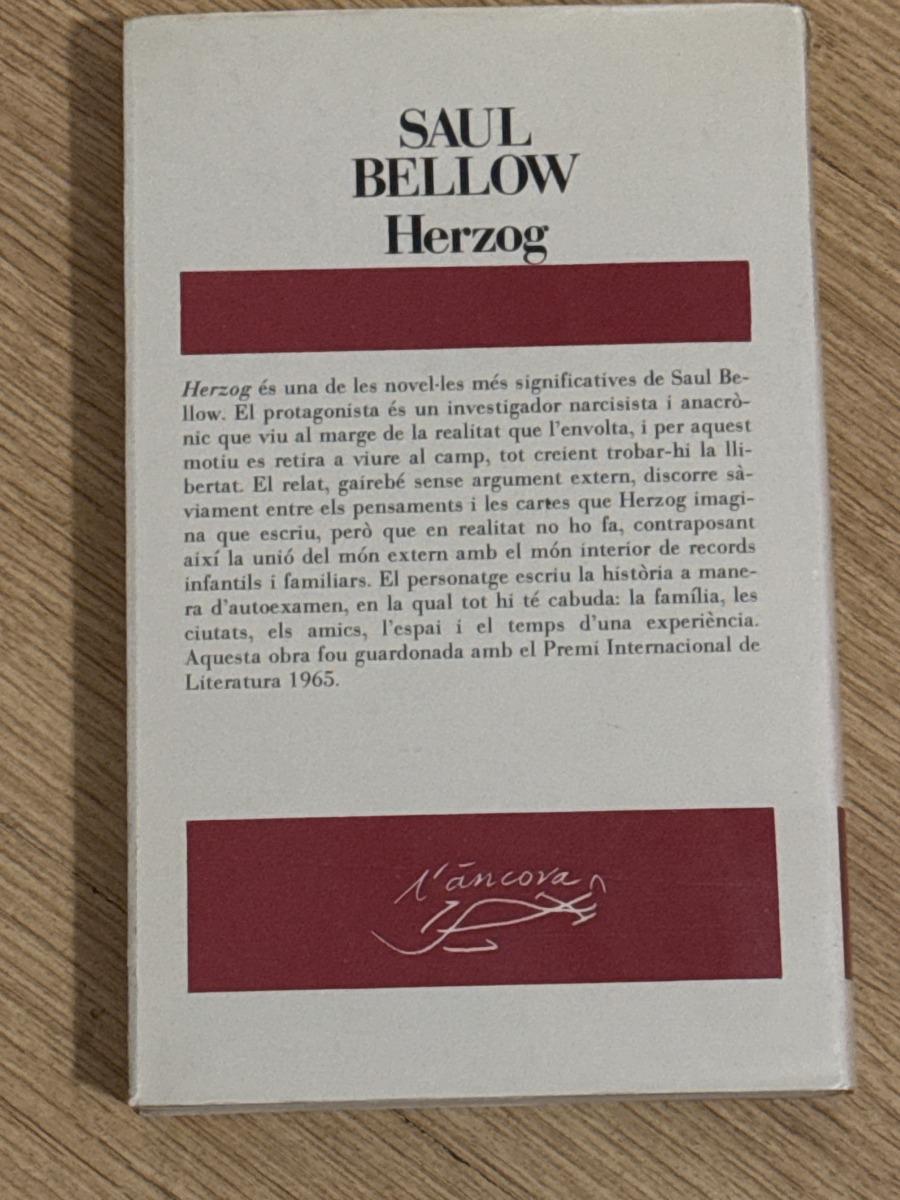 SAUL
BELLOW
Herzog
Herzog és una de les novel·les més significatives de Saul Be-
llow. El protagonista és un investigador narcisista i anacrò-
nic que viu al marge de la realitat que l'envolta, i per aquest
motiu es retira a viure al camp, tot creient trobar-hi la lli-
bertat. El relat, gairebé sense argument extern, discorre sà-
viament entre els pensaments i les cartes que Herzog imagi-
na que escriu, però que en realitat no ho fa, contraposant
així la unió del món extern amb el món interior de records
infantils i familiars. El personatge escriu la història a mane-
ra d'autoexamen, en la qual tot hi té cabuda: la família, les
ciutats, els amics, l'espai i el temps d'una experiència.
Aquesta obra fou guardonada amb el Premi Internacional de
Literatura 1965.
l'àncora